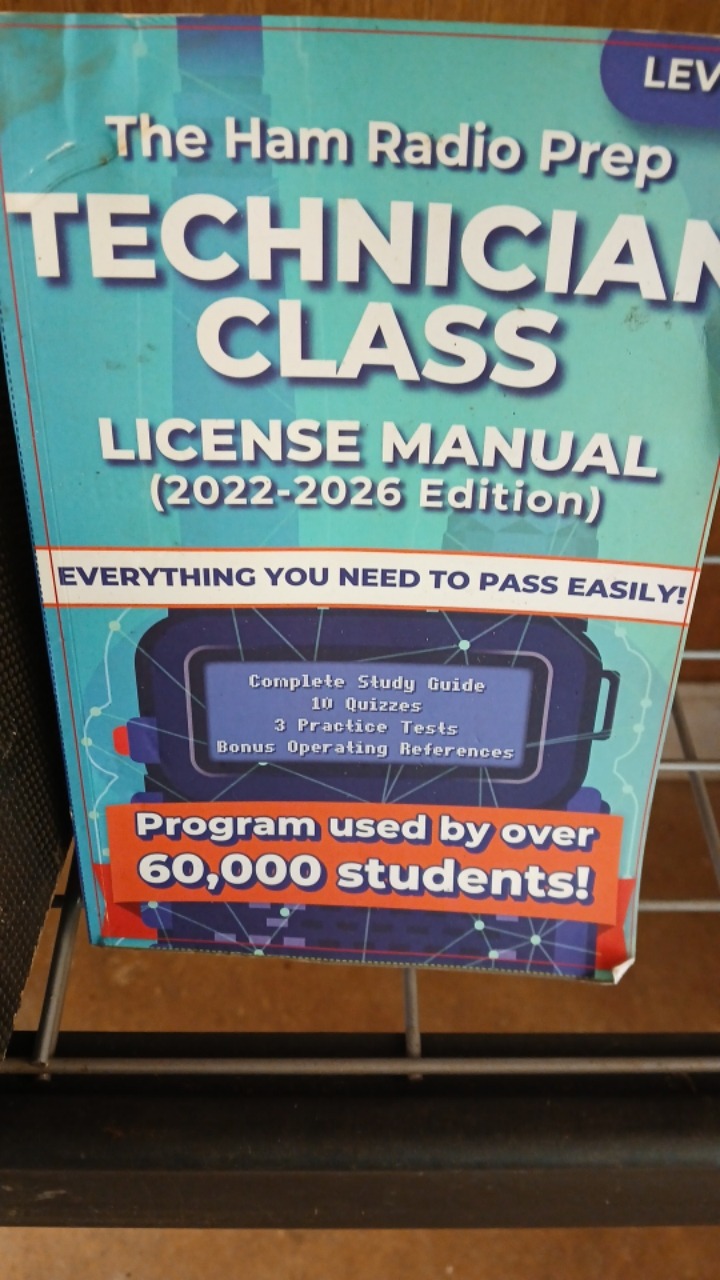 LEV
The Ham Radio Prep
TECHNICIAN
CLASS
LICENSE MANUAL
(2022-2026 Edition)
EVERYTHING YOU NEED TO PASS EASILY!
Complete Study Guide
10 Quizzes
3 Practice Tests
Bonus Operating References
Program used by over
60,000 students!